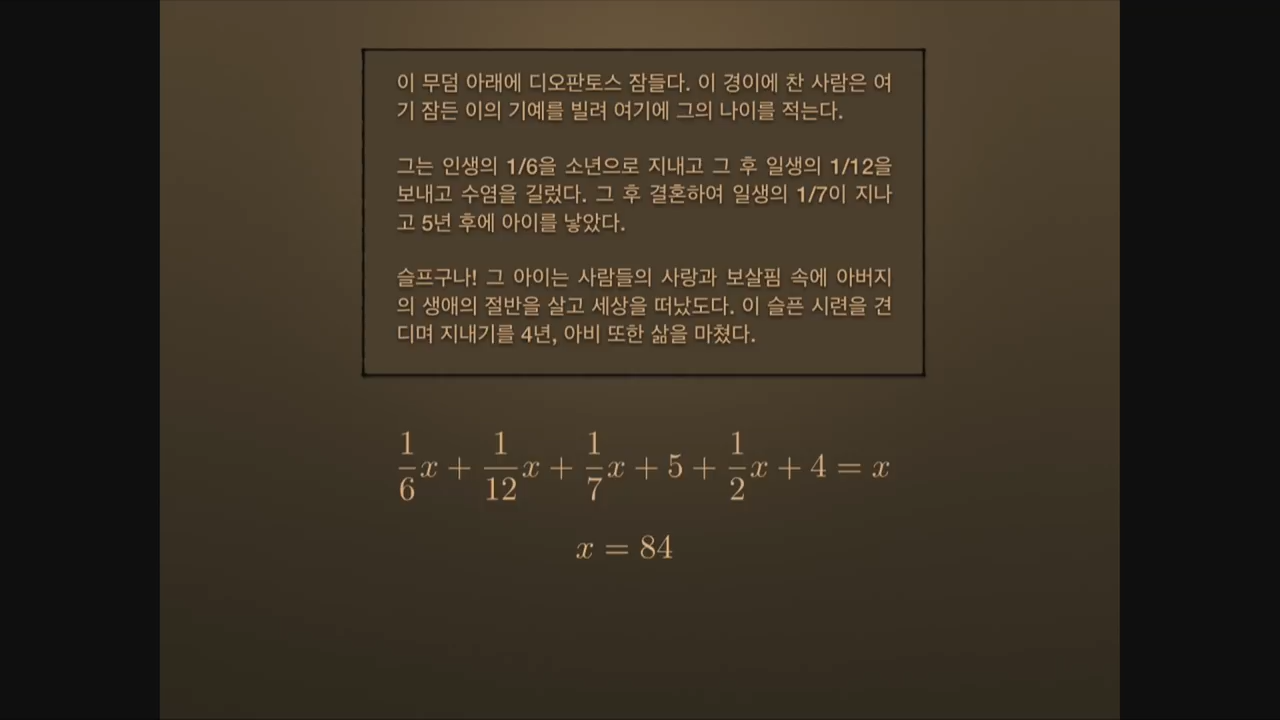 이 무덤 아래에 디오판토스 잠들다. 이 경이에 찬 사람은 여
기 잠든 이의 기예를 빌려 여기에 그의 나이를 적는다.
그는 인생의 1/6을 소년으로 지내고 그 후 일생의 1/12을
보내고 수염을 길렀다. 그 후 결혼하여 일생의 1/7이 지나
고 5년 후에 아이를 낳았다.
슬프구나! 그 아이는 사람들의 사랑과 보살핌 속에 아버지
의 생애의 절반을 살고 세상을 떠났도다. 이 슬픈 시련을 견
디며 지내기를 4년, 아비 또한 삶을 마쳤다.
1/6 x + 1/12 x + 1/7 x + 5 + 1/2 x + 4 = x
x = 84